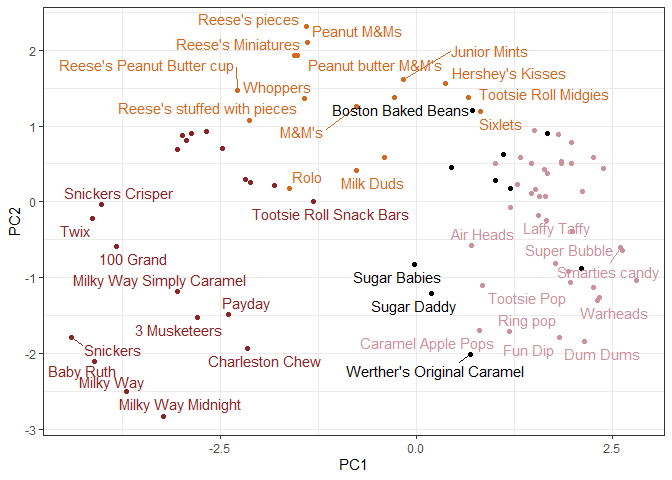 Reese's pieces
Peanut M&M's
Reese's Miniatures
Junior Mints
Reese's Peanut Butter cup
Peanut butter M&M's
Hershey's Kisses
Whoppers
Tootsie Roll Midgies
Reese's stuffed with pieces
Boston Baked Beans
M&M's
Sixlets
Rolo
Milk Duds
Snickers Crisper
Tootsie Roll Snack Bars
Twix
Laffy Taffy
Air Heads
100 Grand
Super Bubble
Milky Way Simply Caramel
Sugar Babies
Smarties candy
Payday
Sugar Daddy
Tootsie Pop
3 Musketeers
Ring pop
Warheads
Snickers
Charleston Chew
Caramel Apple Pops
Fun Dip
Dum Dums
Baby Ruth
Milky Way
Werther's Original Caramel
Milky Way Midnight
2
1
0
-1
-2
-3
PC2
-2.5
0.0
2.5
PC1